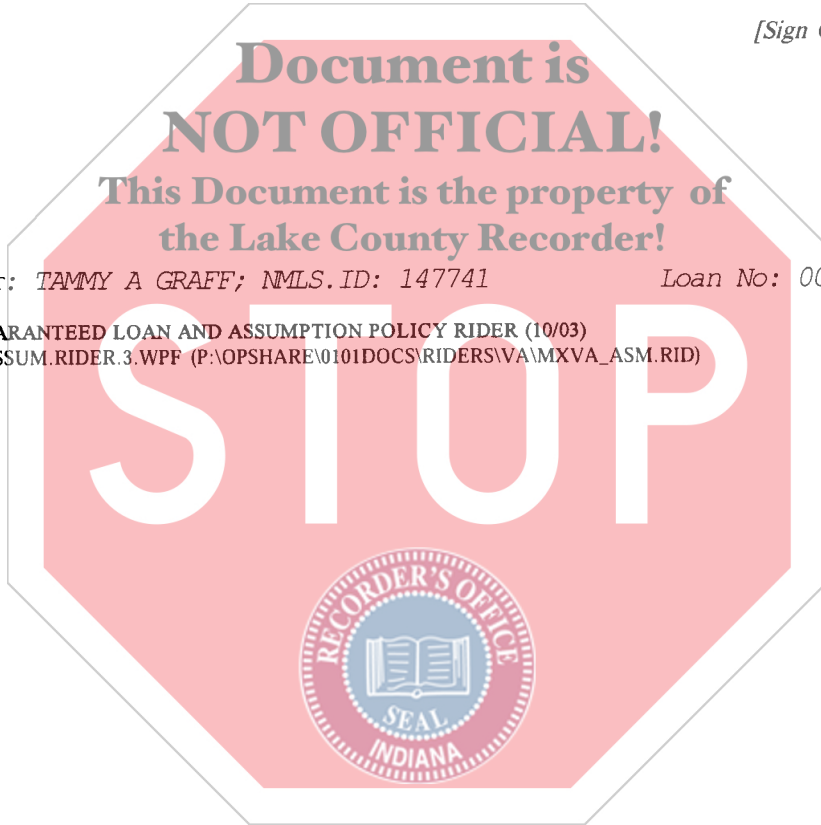 [Sign
Document is
NOT OFFICIAL!
This Document is the property of
the Lake County Recorder!
: TAMMY A GRAFF; NMLS.ID: 147741 Loan No: 00
ARANTEED LOAN AND ASSUMPTION POLICY RIDER (10/03)
SSUM.RIDER.3.WPF (P:\OPSHARE\0101DOCS\RIDERS\VA\MXVA_ASM.RID)
STOP
RECORDER'S OFFICE
SEAL
INDIANA